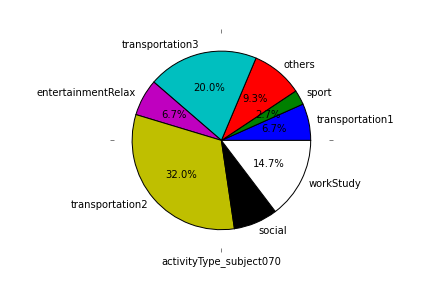 transportation3
others
sport
transportation1
entertainmentRelax
20.0%
9.3%
2.7%
6.7%
6.7%
32.0%
14.7%
workStudy
transportation2
social
activityType_subject070